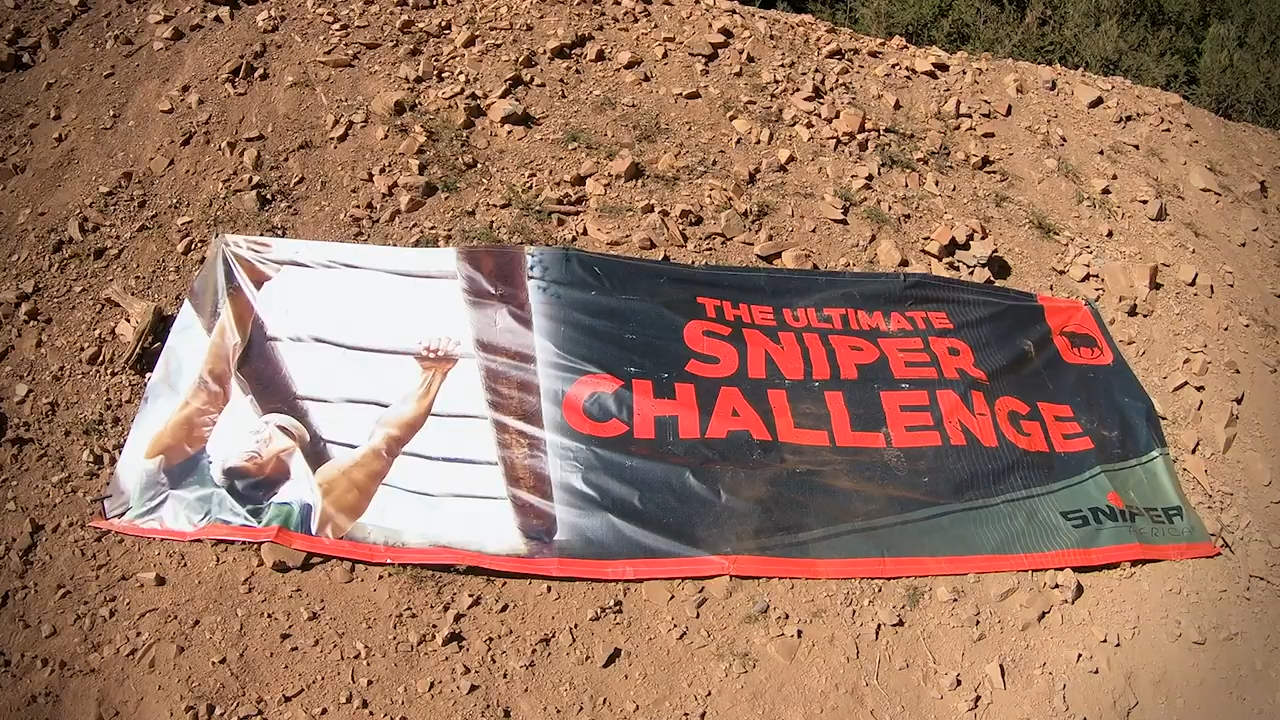 THE ULTIMATE
SNIPER
CHALLENGE
SNIPER
AFRICA